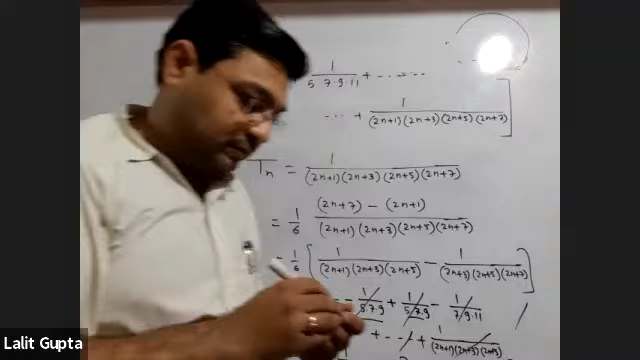 1/(5·7·9·11) + ......
... + 1/((2n+1)(2n+3)(2n+5)(2n+7)) ]
Tn = 1/((2n+1)(2n+3)(2n+5)(2n+7))
= 1/6 ((2n+7) - (2n+1))/((2n+1)(2n+3)(2n+5)(2n+7))
= 1/6 [ 1/((2n+1)(2n+3)(2n+5)) - 1/((2n+3)(2n+5)(2n+7)) ]
- 1/(5·7·9) + 1/(5·7·9) - 1/(7·9·11)
+ ... + 1/((2n+1)(2n+3)(2n+5))
Lalit Gupta